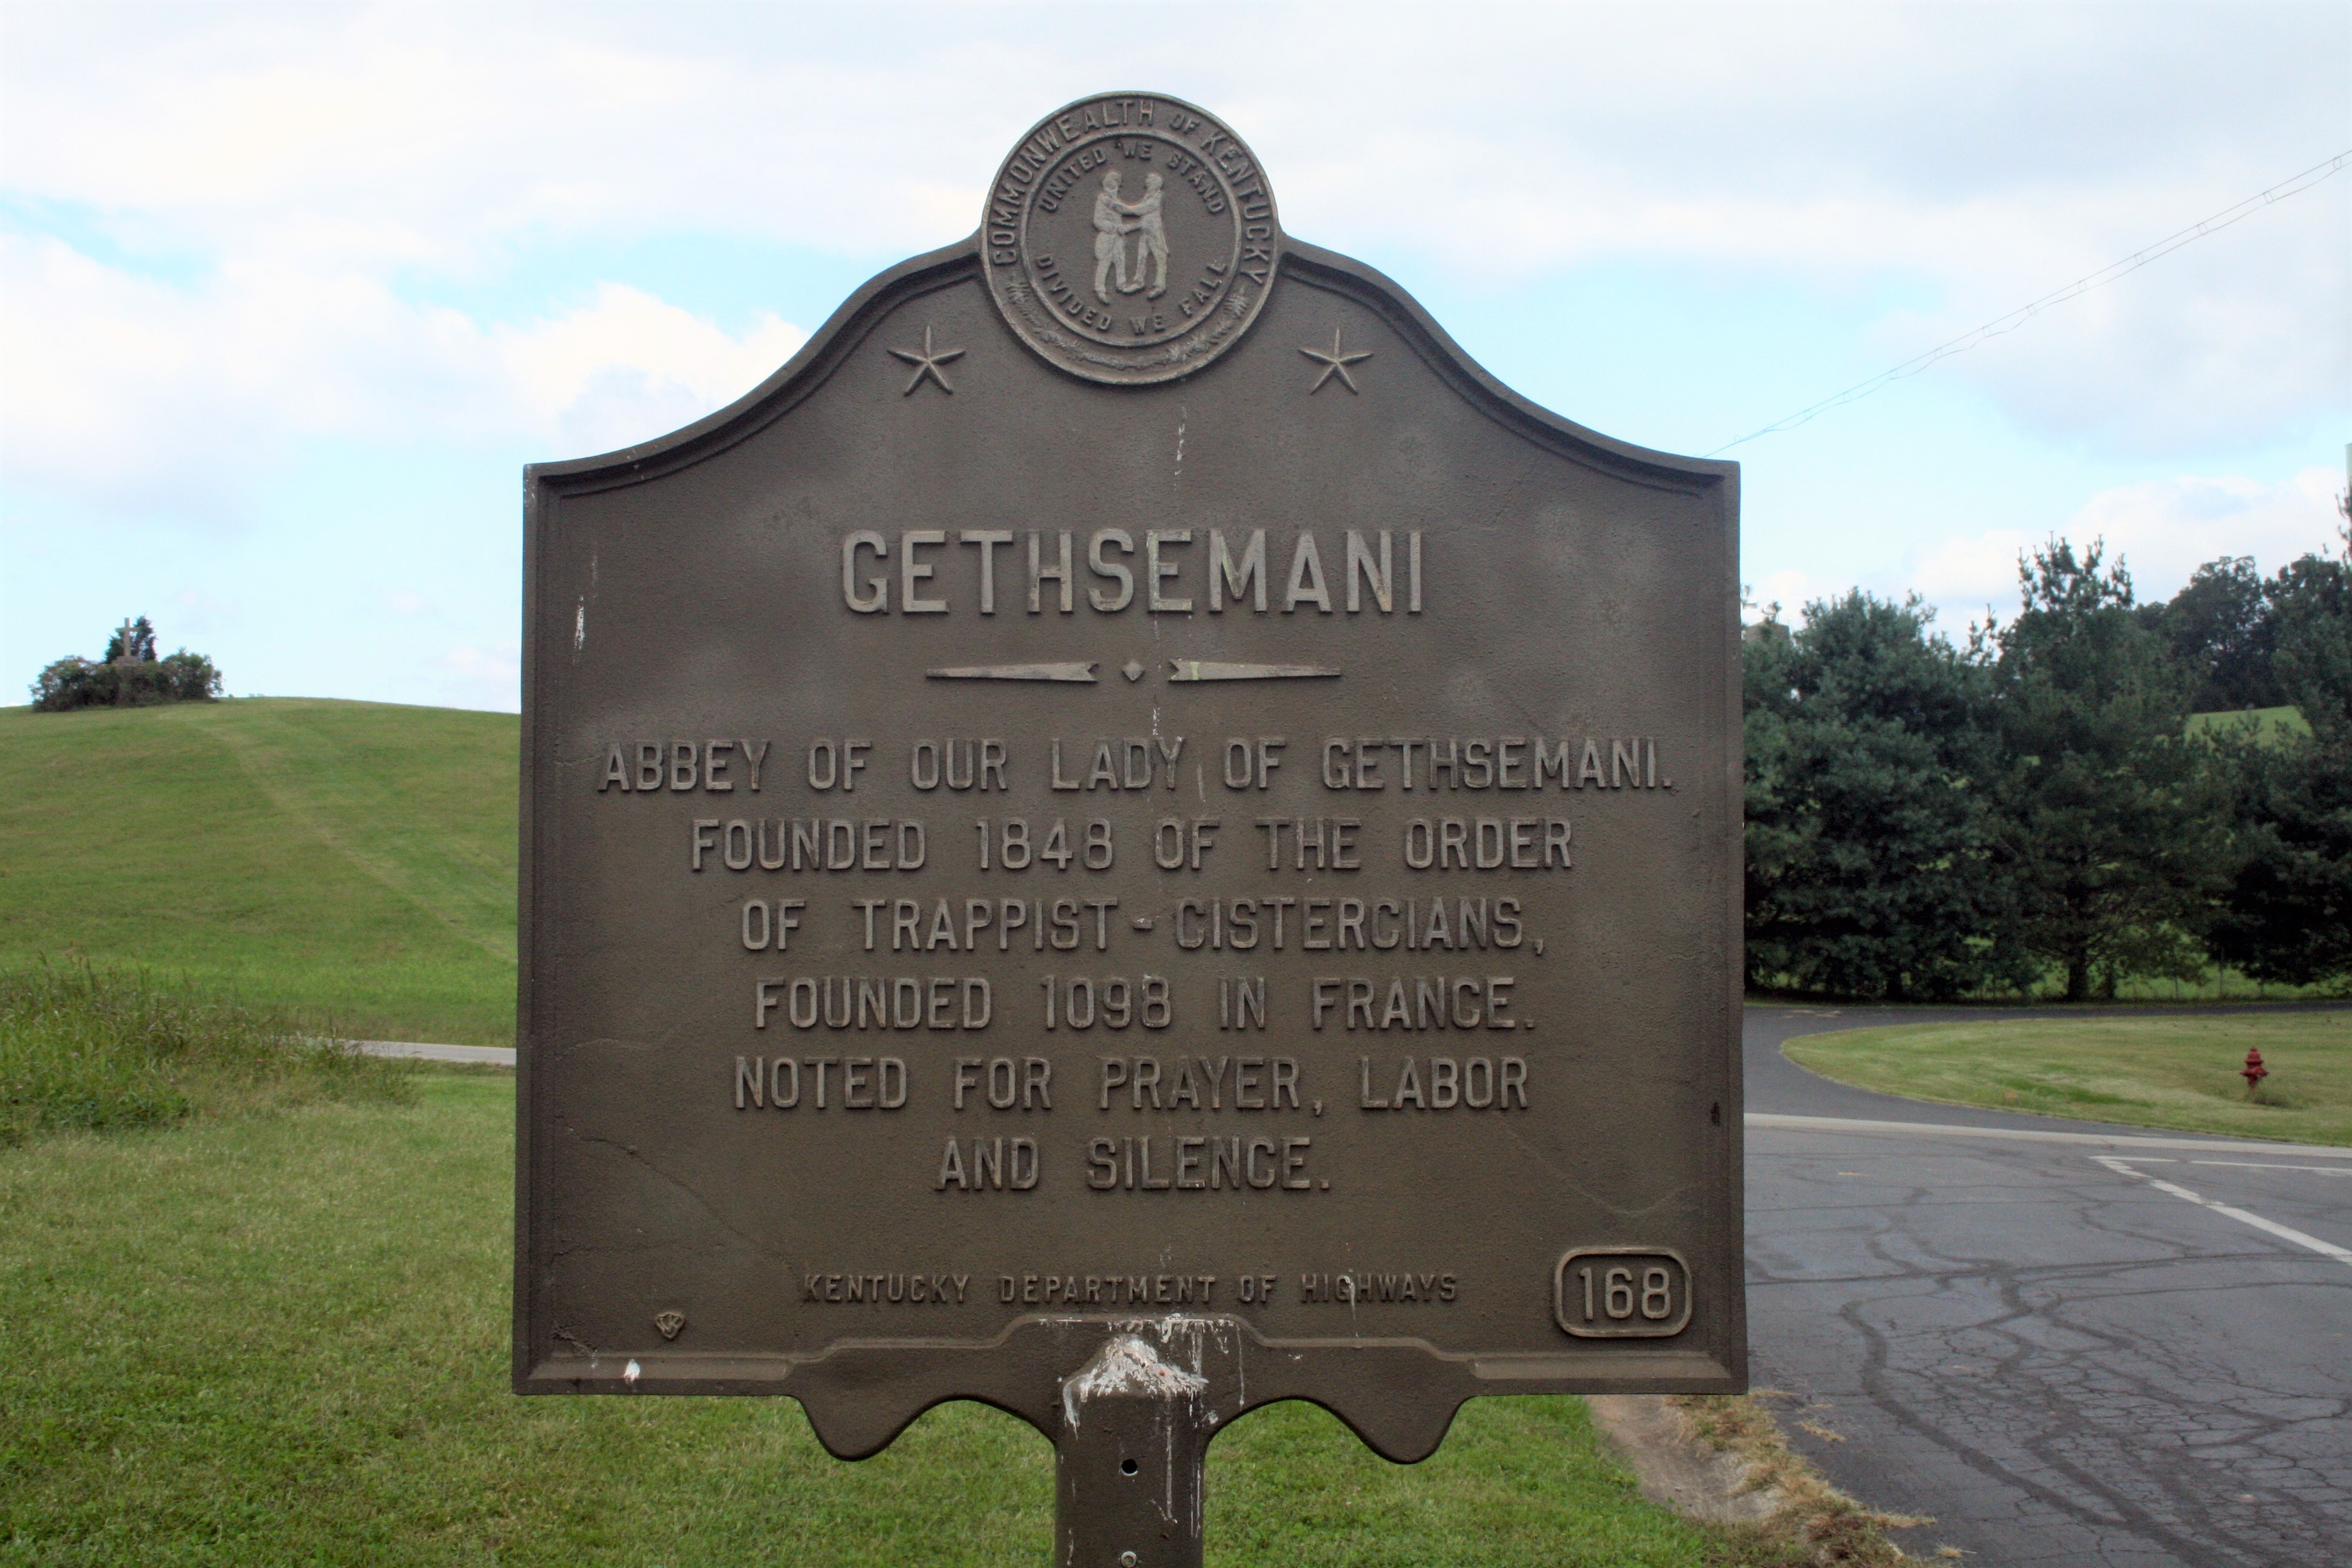 COMMONWEALTH OF KENTUCKY
UNITED WE STAND
DIVIDED WE FALL
GETHSEMANI
ABBEY OF OUR LADY OF GETHSEMANI.
FOUNDED 1848 OF THE ORDER
OF TRAPPIST-CISTERCIANS,
FOUNDED 1098 IN FRANCE.
NOTED FOR PRAYER, LABOR
AND SILENCE.
KENTUCKY DEPARTMENT OF HIGHWAYS
168